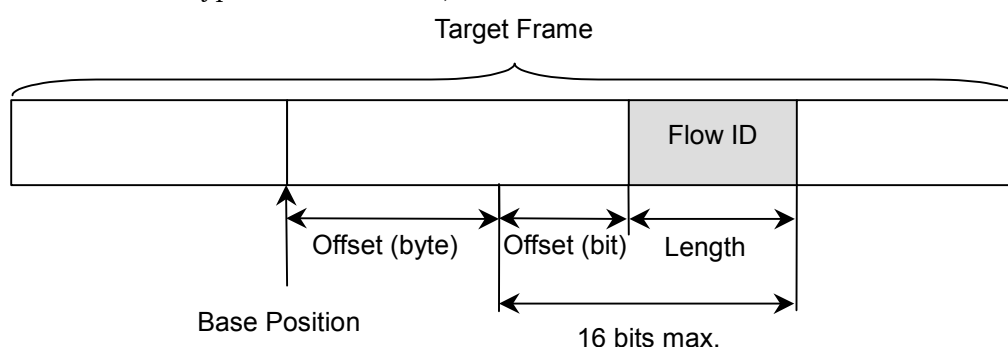 Target Frame
Flow ID
Offset (byte)
Offset (bit)
Length
Base Position
16 bits max.